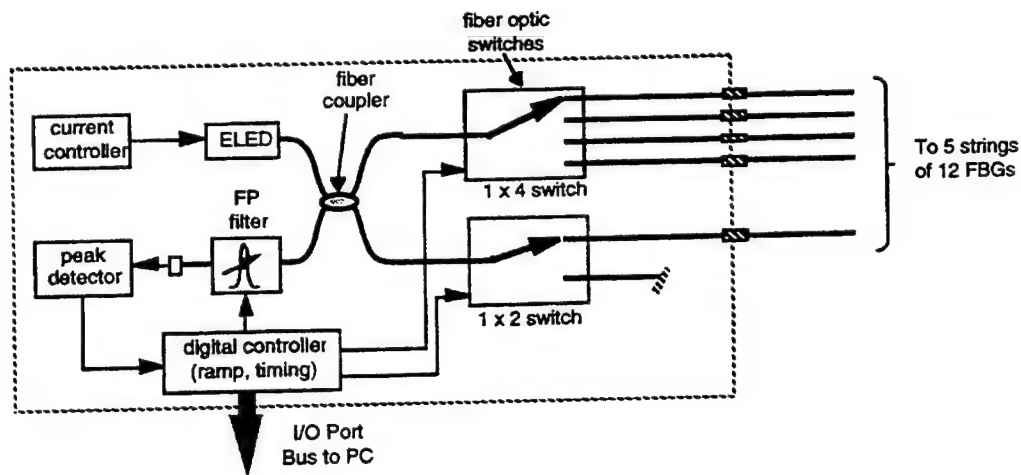 fiber optic
switches
fiber
coupler
current
controller
ELED
To 5 strings
of 12 FBGs
1 x 4 switch
FP
filter
peak
detector
1 x 2 switch
digital controller
(ramp, timing)
I/O Port
Bus to PC